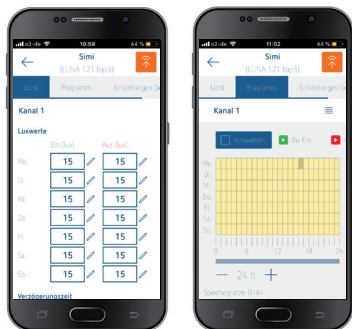 o2-de 10:59 44 %
Simi
(LUNA 121 top3)
Licht Programm Einstellungen
Kanal 1
Luxwerte
Ein (lux) Aus (lux)
Mo. 15 15
Di. 15 15
Mi. 15 15
Do. 15 15
Fr. 15 15
Sa. 15 15
So. 15 15
Verzögerungszeit
o2-de 11:02 44 %
Simi
(LUNA 121 top3)
Licht Programm Einstellungen
Kanal 1
Auswählen Fix Ein
Mo.
Di.
Mi.
Do.
Fr.
Sa.
So.
0 6 12 18 24
— 24 h +
Speicherplätze: 0/84